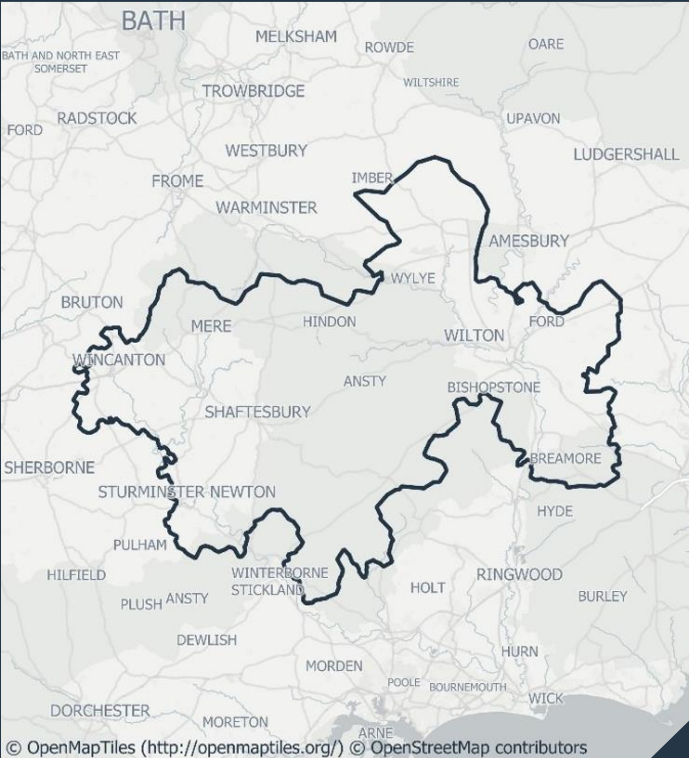 BATH
MELKSHAM
ROWDE
OARE
BATH AND NORTH EAST
SOMERSET
WILTSHIRE
TROWBRIDGE
RADSTOCK
UPAVON
FORD
WESTBURY
LUDGERSHALL
FROME
IMBER
WARMINSTER
AMESBURY
WYLYE
BRUTON
MERE
HINDON
FORD
WILTON
WINCANTON
ANSTY
BISHOPSTONE
SHAFTESBURY
BREAMORE
SHERBORNE
STURMINSTER NEWTON
HYDE
PULHAM
HILFIELD
WINTERBORNE
STICKLAND
RINGWOOD
HOLT
BURLEY
PLUSH
ANSTY
DEWLISH
HURN
MORDEN
POOLE
BOURNEMOUTH
WICK
DORCHESTER
MORETON
ARNE
© OpenMapTiles (http://openmaptiles.org/) © OpenStreetMap contributors